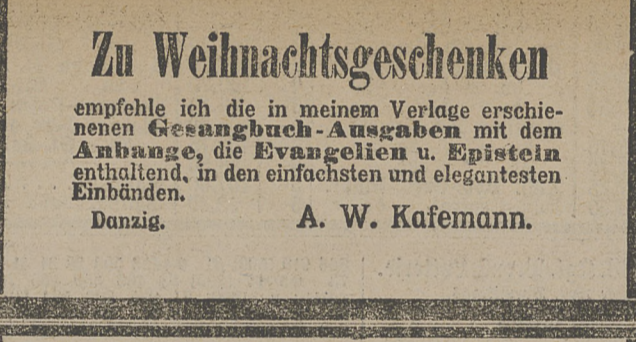 Zu Weihnachtsgeschenken
empfehle ich die in meinem Verlage erschie-
nenen Gesangbuch-Ausgaben mit dem
Anhange, die Evangelien u. Episteln
enthaltend, in den einfachsten und elegantesten
Einbänden.
Danzig. A. W. Kafemann.